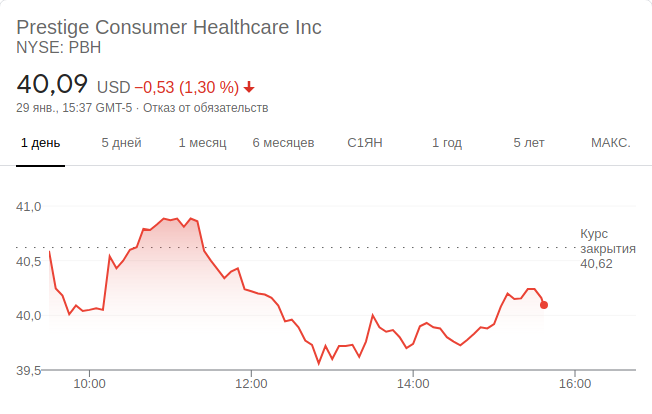 Prestige Consumer Healthcare Inc
NYSE: PBH
40,09 USD −0,53 (1,30 %)
29 янв., 15:37 GMT-5 · Отказ от обязательств
1 день 5 дней 1 месяц 6 месяцев С1ЯН 1 год 5 лет МАКС.
41,0
Курс
закрытия
40,62
40,5
40,0
39,5
10:00 12:00 14:00 16:00